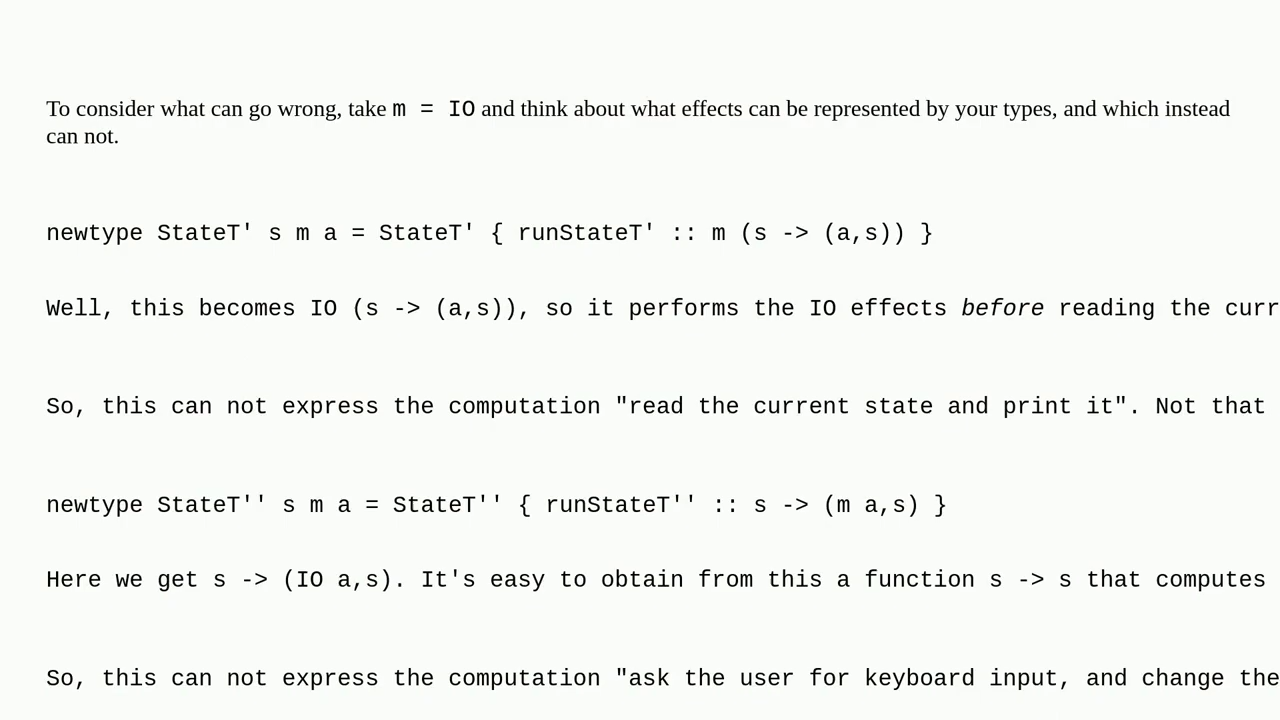 To consider what can go wrong, take m = IO and think about what effects can be represented by your types, and which instead
can not.
newtype StateT' s m a = StateT' { runStateT' :: m (s -> (a,s)) }
Well, this becomes IO (s -> (a,s)), so it performs the IO effects before reading the
So, this can not express the computation "read the current state and print it". Not that
newtype StateT'' s m a = StateT'' { runStateT'' :: s -> (m a,s) }
Here we get s -> (IO a,s). It's easy to obtain from this a function s -> s that computes
So, this can not express the computation "ask the user for keyboard input, and change the